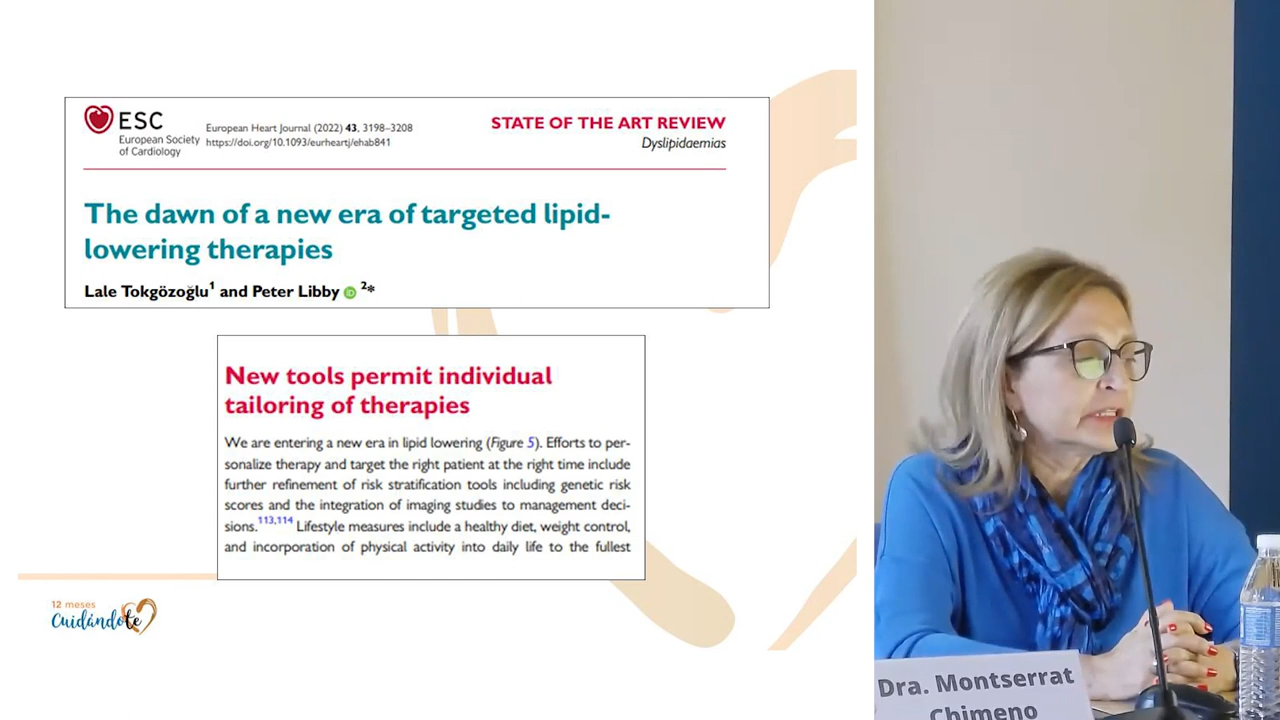 ESC
European Society
of Cardiology
European Heart Journal (2022) 43, 3198–3208
https://doi.org/10.1093/eurheartj/ehab841
STATE OF THE ART REVIEW
Dyslipidaemias
The dawn of a new era of targeted lipid-
lowering therapies
Lale Tokgözoğlu1 and Peter Libby iD 2*
New tools permit individual
tailoring of therapies
We are entering a new era in lipid lowering (Figure 5). Efforts to per-
sonalize therapy and target the right patient at the right time include
further refinement of risk stratification tools including genetic risk
scores and the integration of imaging studies to management deci-
sions.113,114 Lifestyle measures include a healthy diet, weight control,
and incorporation of physical activity into daily life to the fullest
12 meses
Cuidándote
Dra. Montserrat
Chimeno